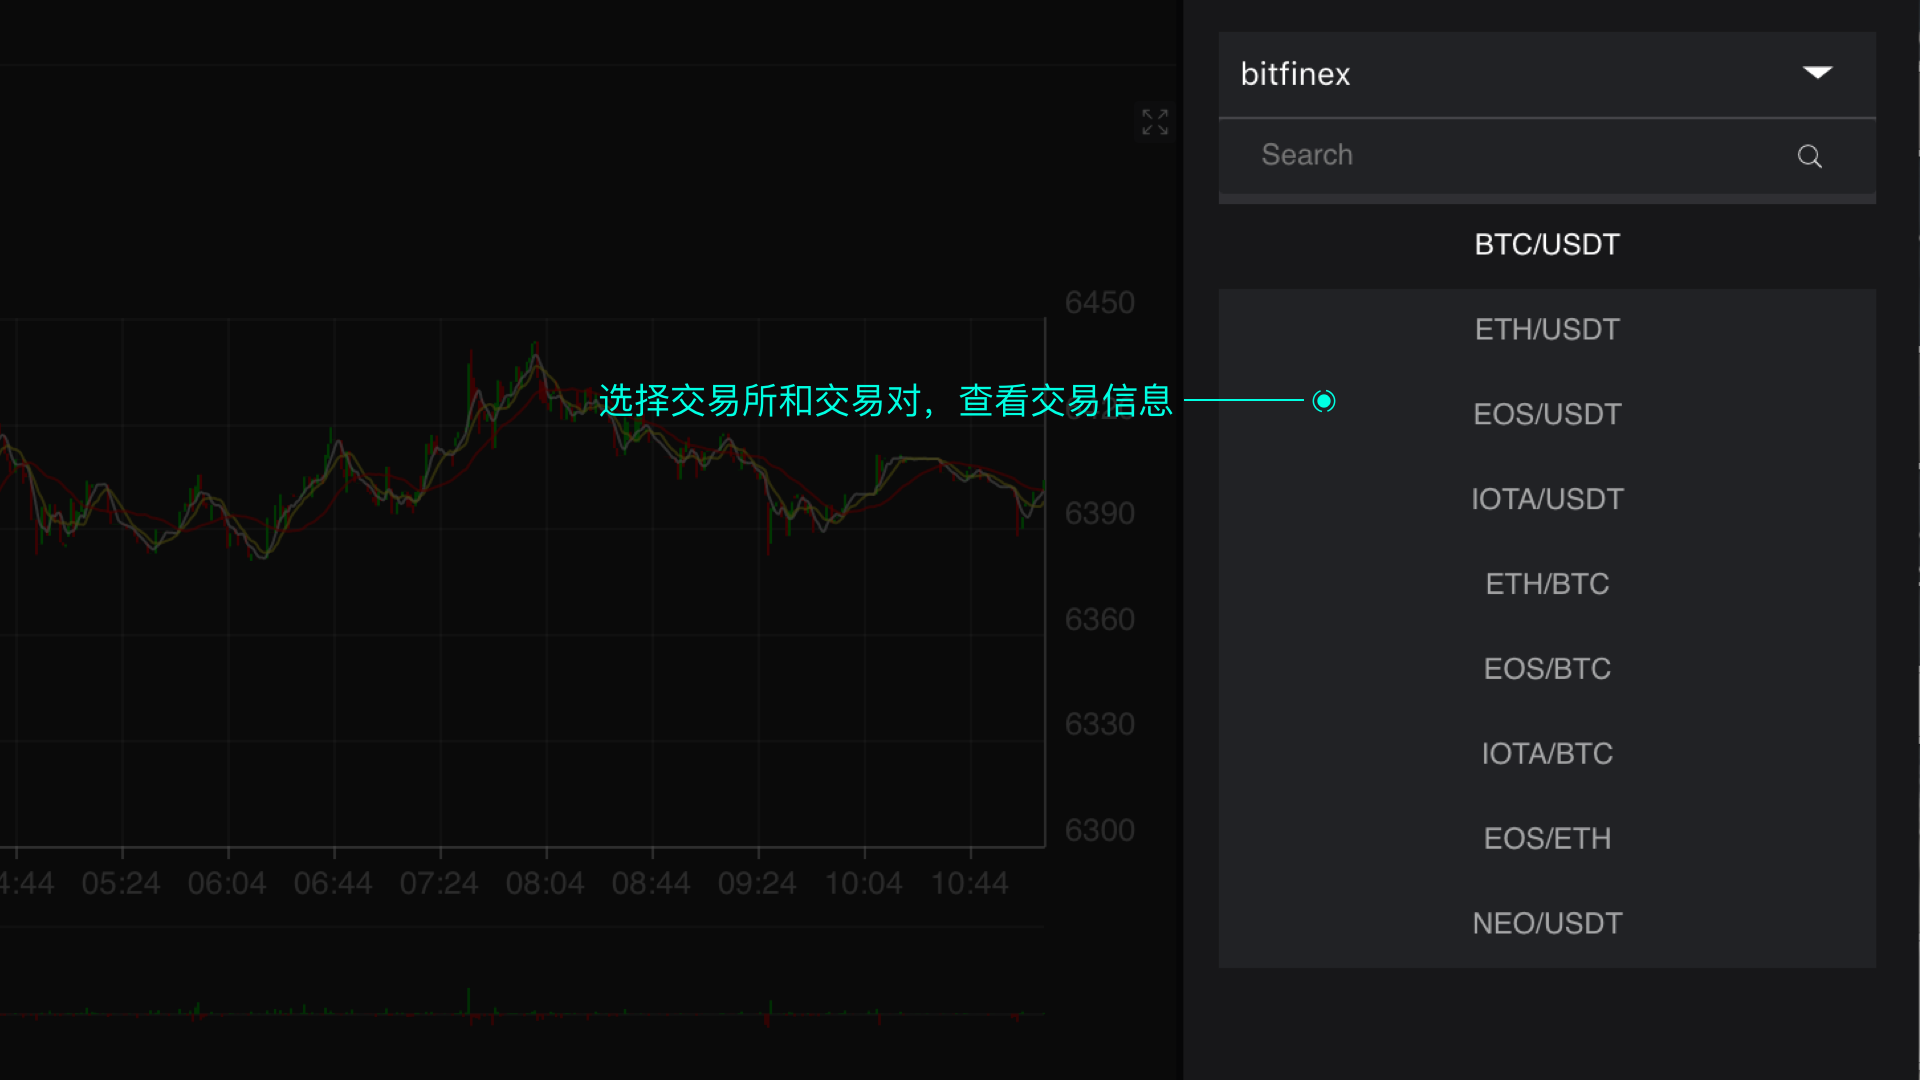 bitfinex
Search
BTC/USDT
ETH/USDT
EOS/USDT
IOTA/USDT
ETH/BTC
EOS/BTC
IOTA/BTC
EOS/ETH
NEO/USDT
选择交易所和交易对，查看交易信息
6450
6390
6360
6330
6300
4:44 05:24 06:04 06:44 07:24 08:04 08:44 09:24 10:04 10:44